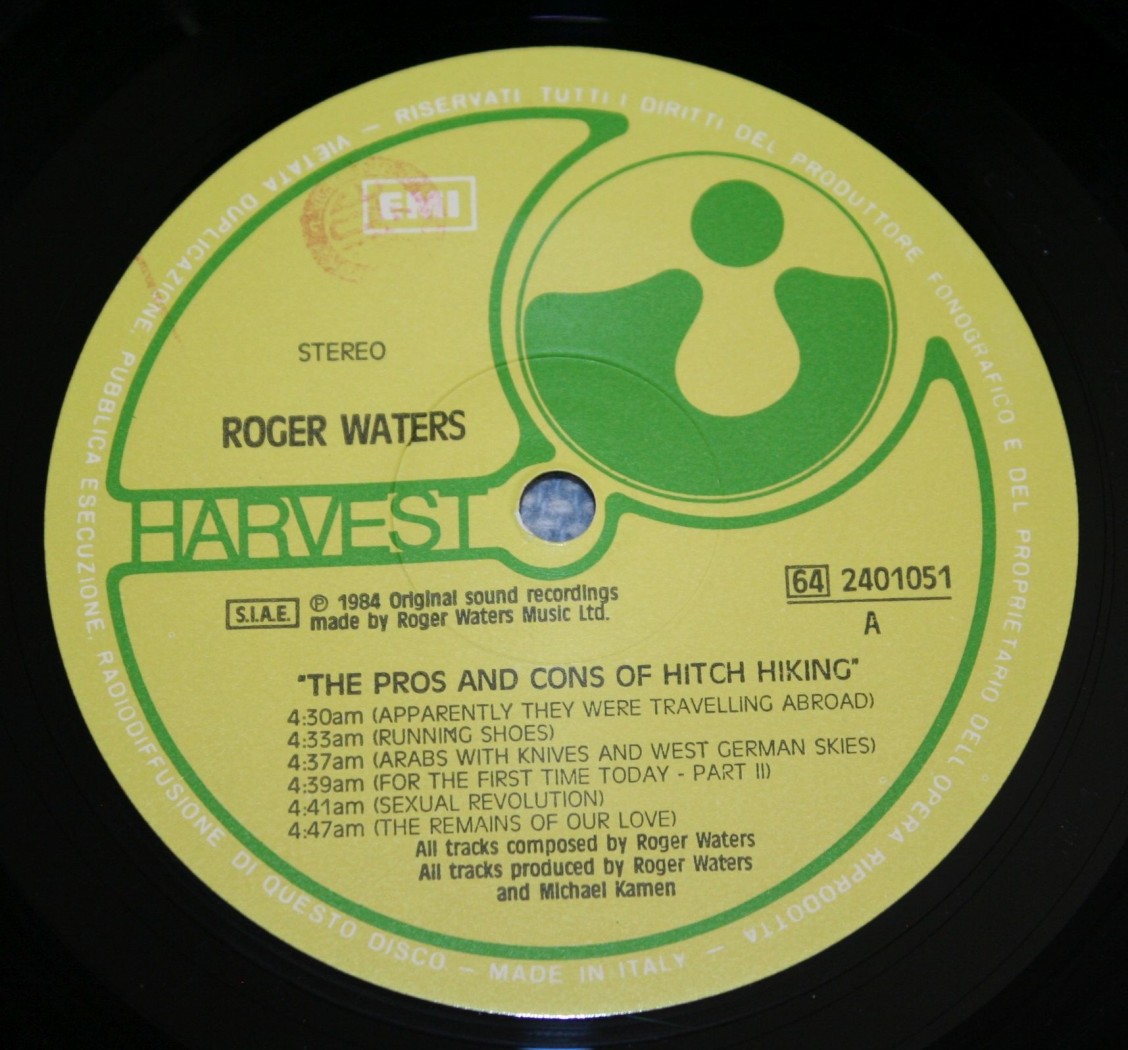 RISERVATI TUTTI I DIRITTI DEL PRODUTTORE FONOGRAFICO E DEL PROPRIETARIO DELL'OPERA RIPRODOTTA – MADE IN ITALY – VIETATA DUPLICAZIONE. PUBBLICA ESECUZIONE. RADIODIFFUSIONE DI QUESTO DISCO –
EMI
STEREO
ROGER WATERS
HARVEST
64 2401051
A
S.I.A.E. ℗ 1984 Original sound recordings
made by Roger Waters Music Ltd.
"THE PROS AND CONS OF HITCH HIKING"
4:30am (APPARENTLY THEY WERE TRAVELLING ABROAD)
4:33am (RUNNING SHOES)
4:37am (ARABS WITH KNIVES AND WEST GERMAN SKIES)
4:39am (FOR THE FIRST TIME TODAY - PART II)
4:41am (SEXUAL REVOLUTION)
4:47am (THE REMAINS OF OUR LOVE)
All tracks composed by Roger Waters
All tracks produced by Roger Waters
and Michael Kamen